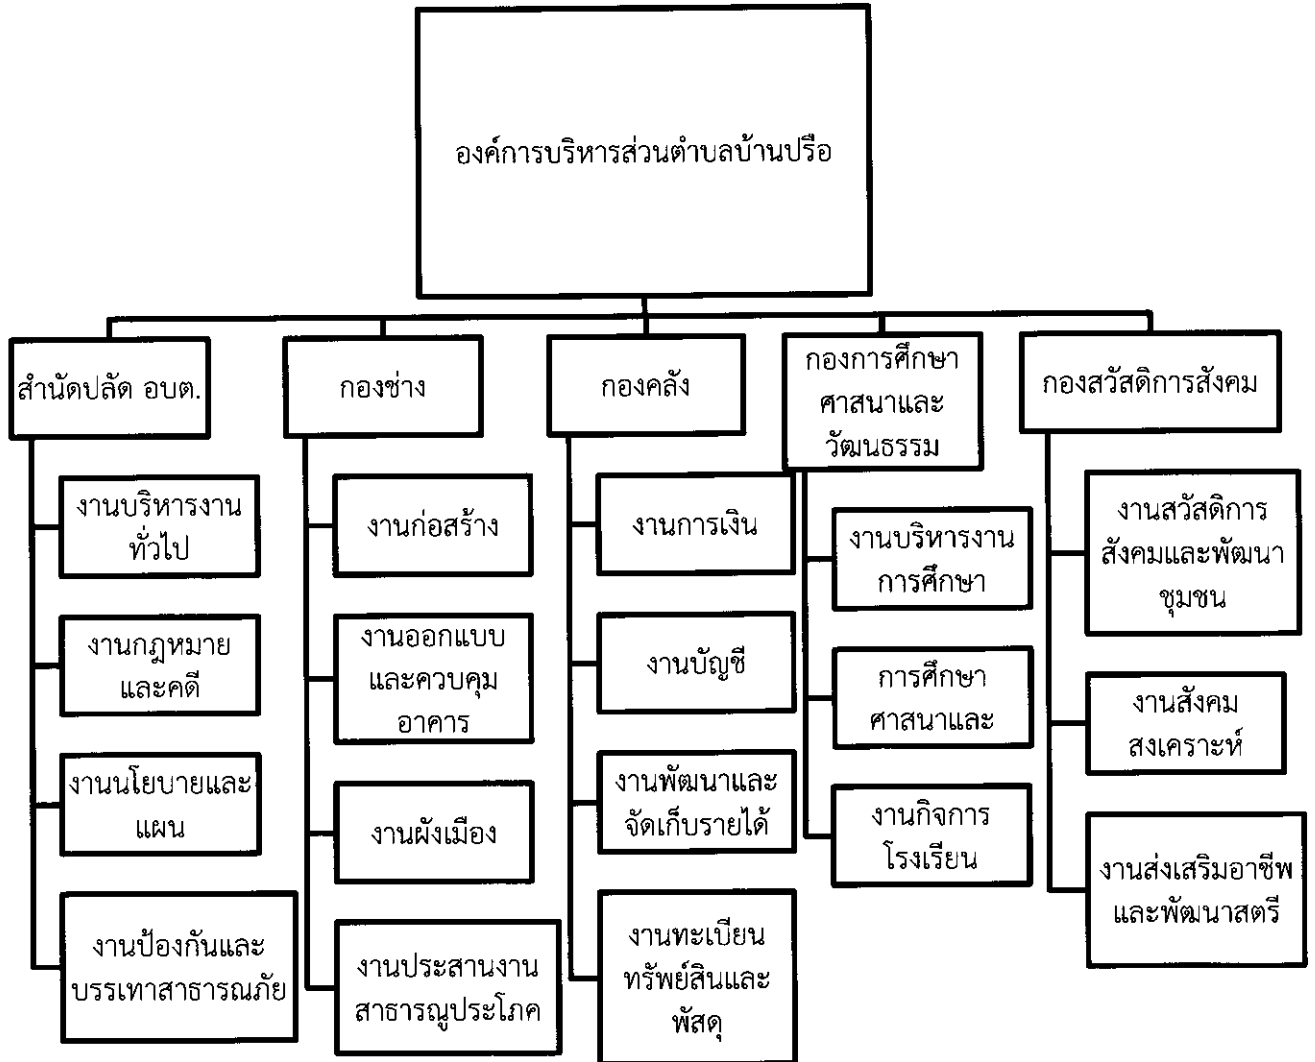 องค์การบริหารส่วนตำบลบ้านปรือ
สำนัดปลัด อบต.
งานบริหารงาน
ทั่วไป
งานกฎหมาย
และคดี
งานนโยบายและ
แผน
งานป้องกันและ
บรรเทาสาธารณภัย
กองช่าง
งานก่อสร้าง
งานออกแบบ
และควบคุม
อาคาร
งานผังเมือง
งานประสานงาน
สาธารณูประโภค
กองคลัง
งานการเงิน
งานบัญชี
งานพัฒนาและ
จัดเก็บรายได้
งานทะเบียน
ทรัพย์สินและ
พัสดุ
กองการศึกษา
ศาสนาและ
วัฒนธรรม
งานบริหารงาน
การศึกษา
การศึกษา
ศาสนาและ
งานกิจการ
โรงเรียน
กองสวัสดิการสังคม
งานสวัสดิการ
สังคมและพัฒนา
ชุมชน
งานสังคม
สงเคราะห์
งานส่งเสริมอาชีพ
และพัฒนาสตรี